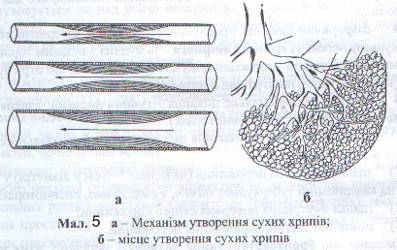 а б
Мал. 5 а – Механізм утворення сухих хрипів;
б – місце утворення сухих хрипів